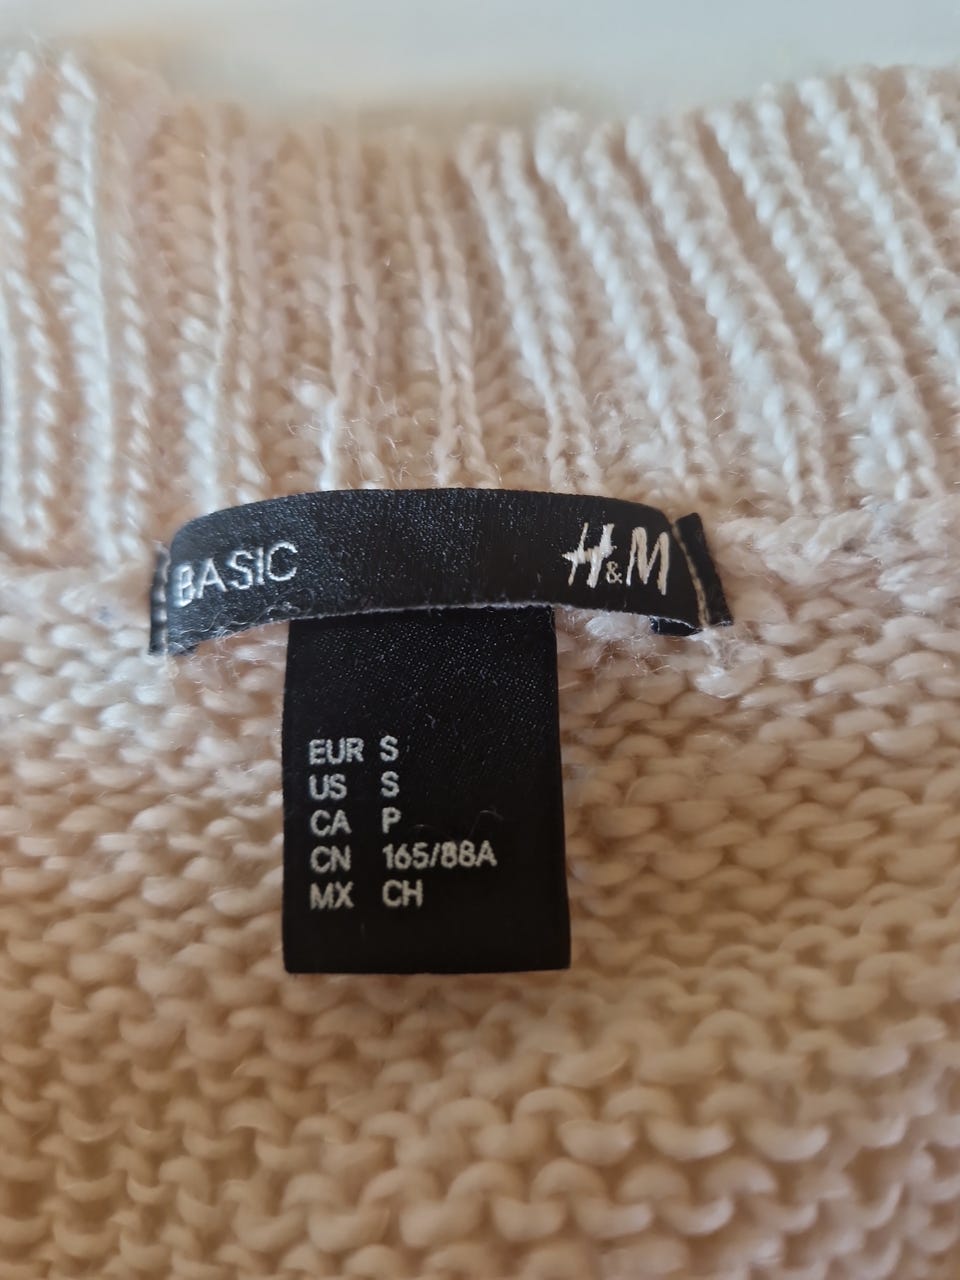 BASIC H&M
EUR S
US S
CA P
CN 165/88A
MX CH